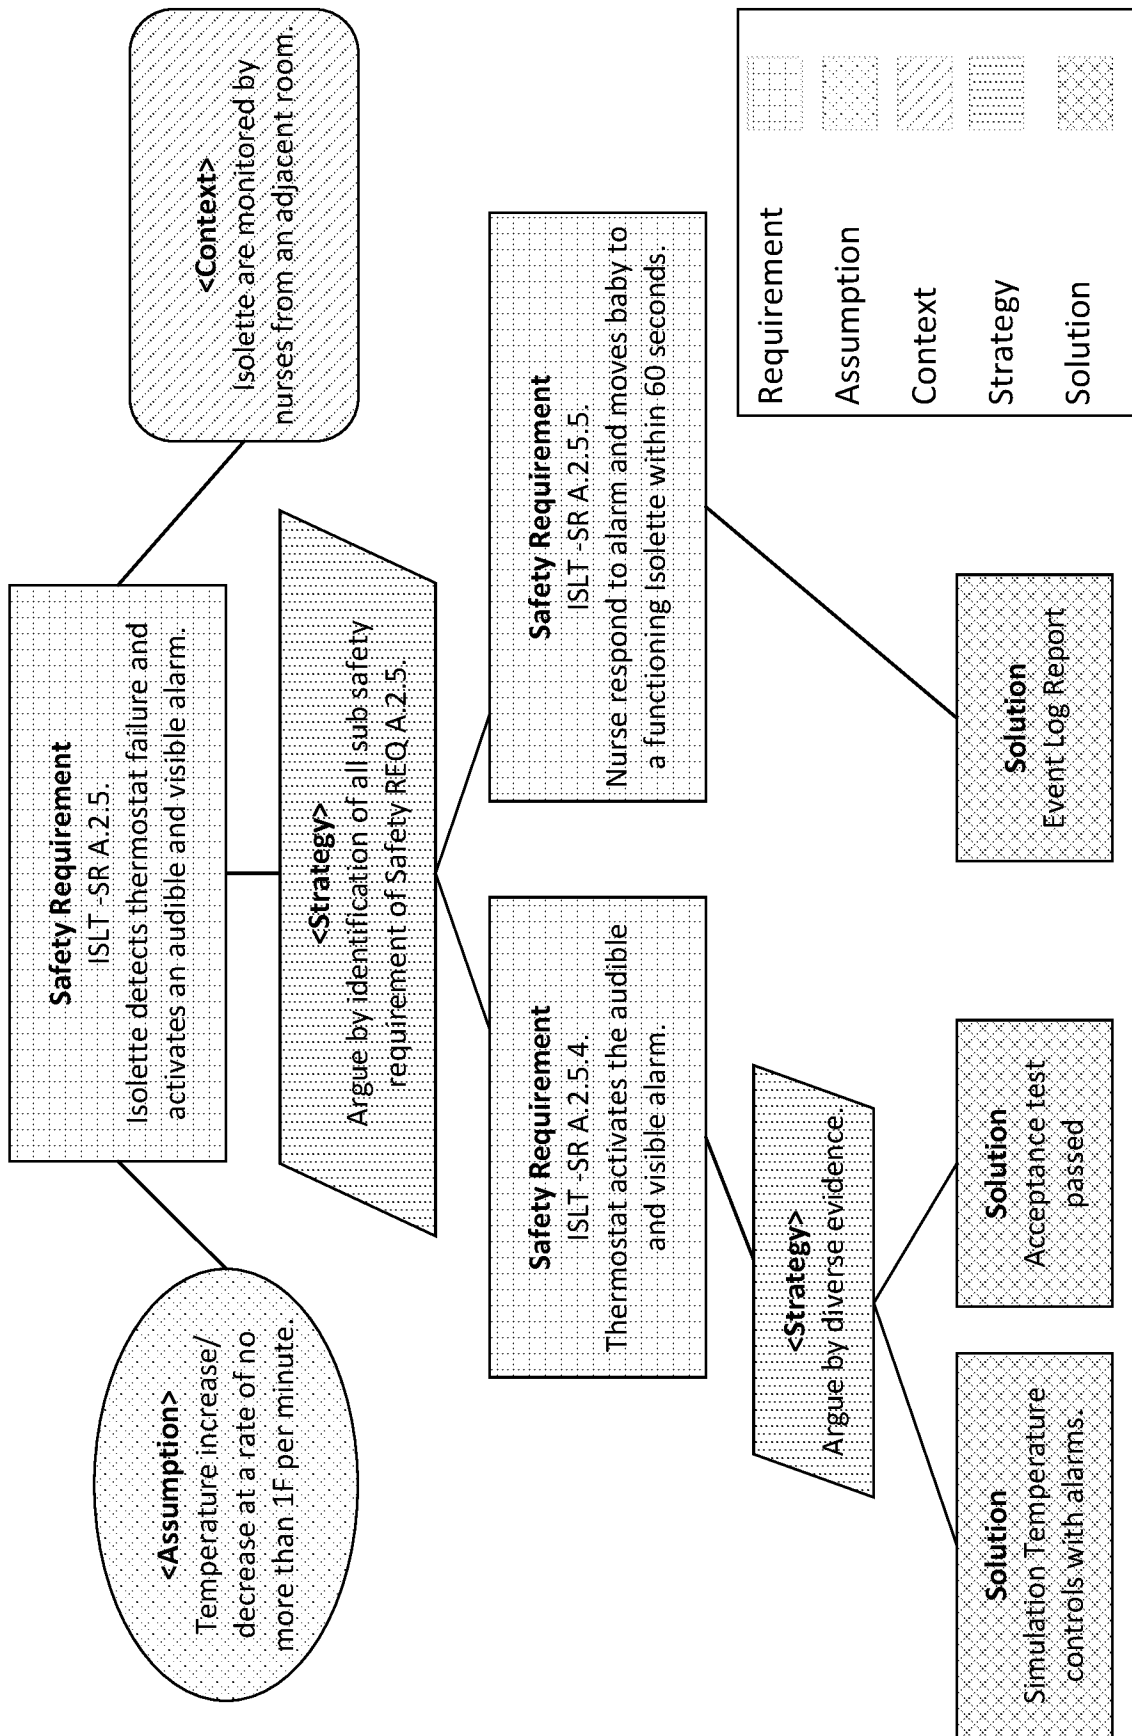 Safety Requirement
ISLT -SR A.2.5.
Isolette detects thermostat failure and
activates an audible and visible alarm.
<Assumption>
Temperature increase/
decrease at a rate of no
more than 1F per minute.
<Context>
Isolette are monitored by
nurses from an adjacent room.
<Strategy>
Argue by identification of all sub safety
requirement of Safety REQ A.2.5.
Safety Requirement
ISLT -SR A.2.5.4.
Thermostat activates the audible
and visible alarm.
Safety Requirement
ISLT -SR A.2.5.5.
Nurse respond to alarm and moves baby to
a functioning Isolette within 60 seconds.
<Strategy>
Argue by diverse evidence.
Solution
Simulation Temperature
controls with alarms.
Solution
Acceptance test
passed
Solution
Event Log Report
Requirement
Assumption
Context
Strategy
Solution